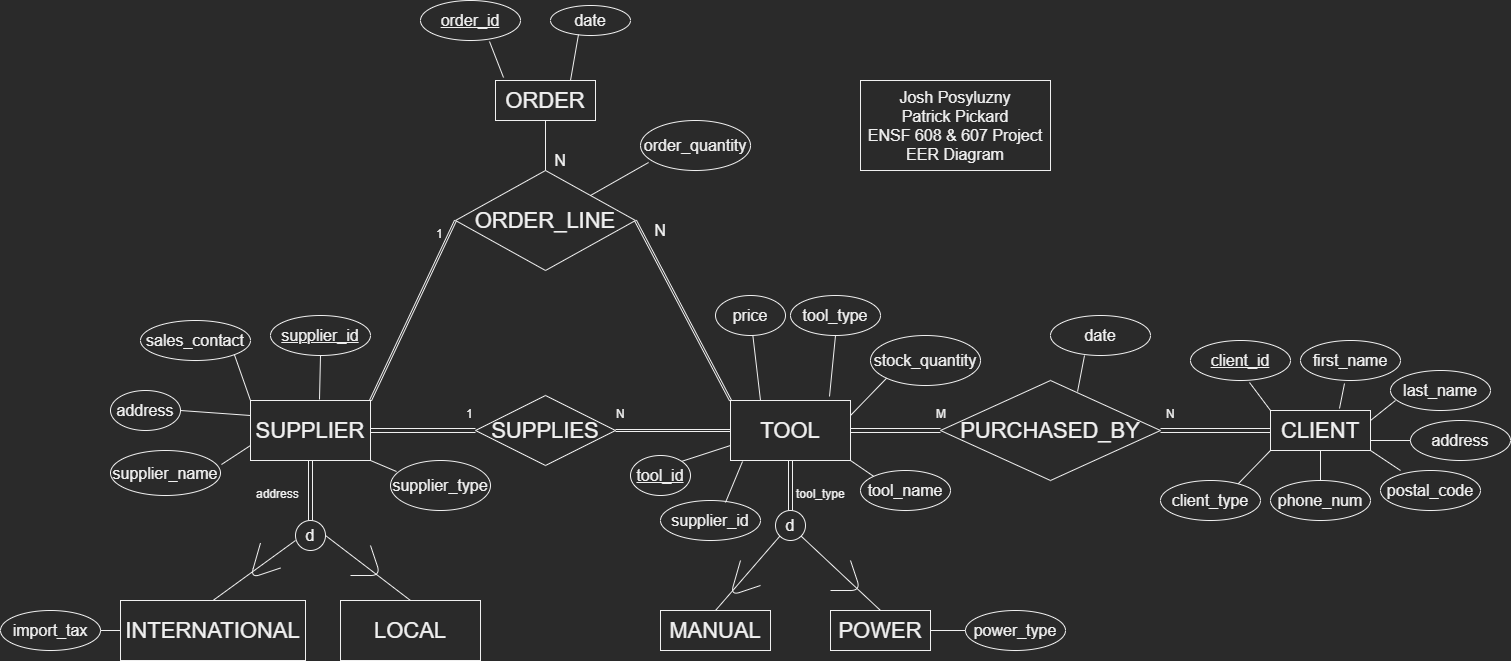 order_id
date
ORDER
Josh Posyluzny
Patrick Pickard
ENSF 608 & 607 Project
EER Diagram
order_quantity
N
ORDER_LINE
1
N
sales_contact
supplier_id
price
tool_type
stock_quantity
date
client_id
first_name
last_name
address
SUPPLIER
1
SUPPLIES
N
TOOL
M
PURCHASED_BY
N
CLIENT
address
supplier_name
supplier_type
tool_id
supplier_id
tool_name
client_type
phone_num
postal_code
address
tool_type
d
d
import_tax
INTERNATIONAL
LOCAL
MANUAL
POWER
power_type